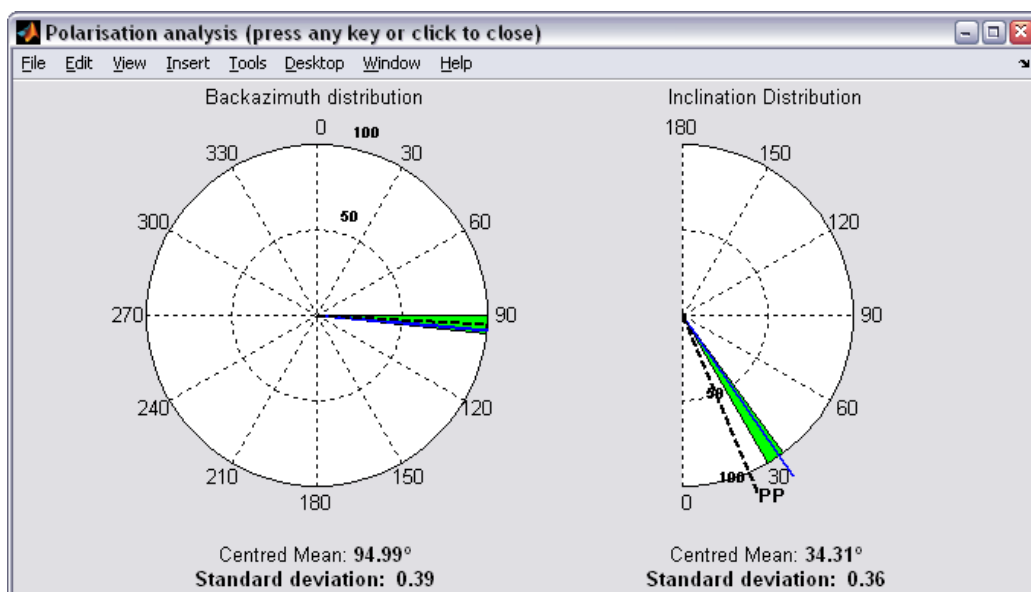 Polarisation analysis (press any key or click to close)
File Edit View Insert Tools Desktop Window Help
Backazimuth distribution
0
100
330
30
50
300
60
270
90
240
120
210
150
180
Centred Mean: 94.99°
Standard deviation: 0.39
Inclination Distribution
180
150
120
90
50
60
100
30
PP
0
Centred Mean: 34.31°
Standard deviation: 0.36